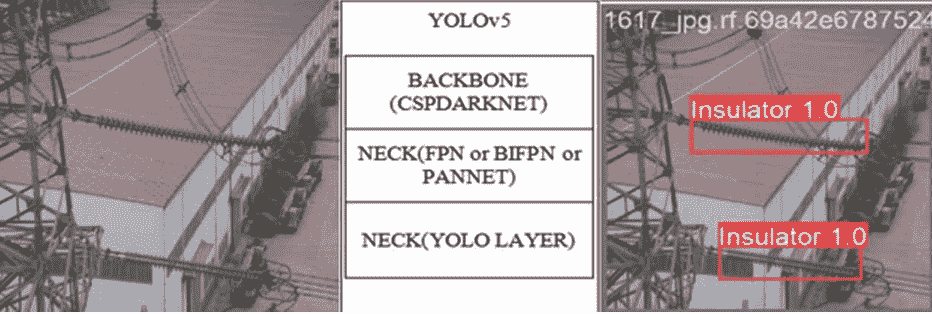 YOLOv5
BACKBONE
(CSPDARKNET)
NECK(FPN or BIFPN or
PANNET)
NECK(YOLO LAYER)
1617_jpg.rf.69a42e6787524
Insulator 1.0
Insulator 1.0